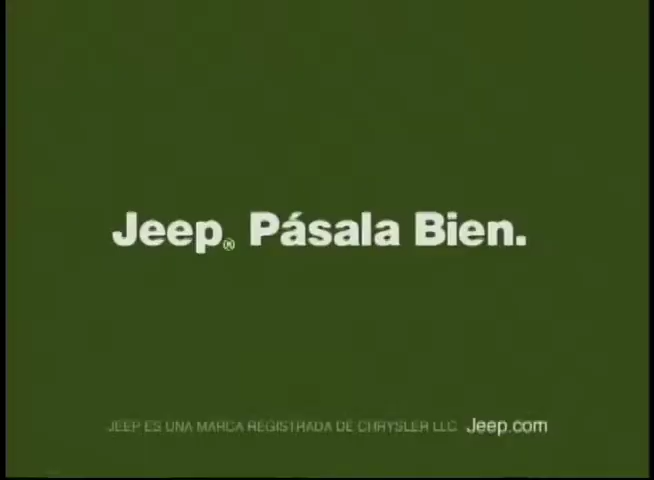 Jeep® Pásala Bien.
JEEP ES UNA MARCA REGISTRADA DE CHRYSLER LLC. Jeep.com